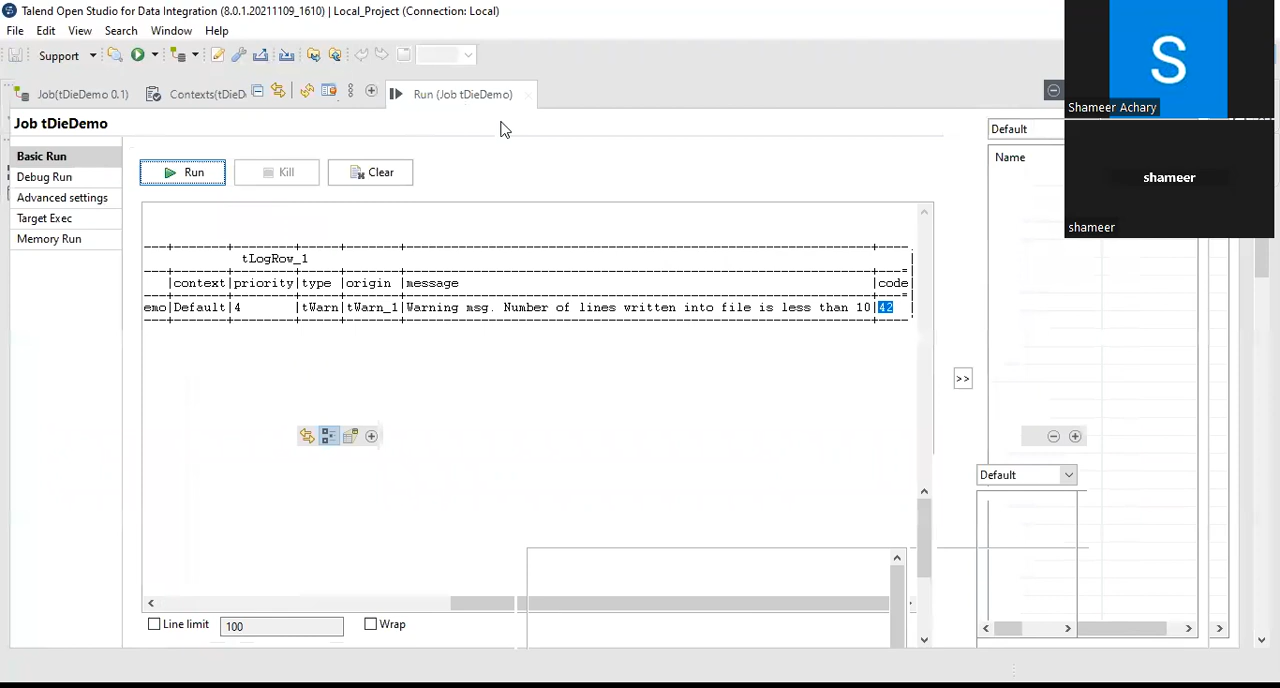 Talend Open Studio for Data Integration (8.0.1.20211109_1610) | Local_Project (Connection: Local)
File Edit View Search Window Help
Support
S
Shameer Achary
Job(tDieDemo 0.1) Contexts(tDieD Run (Job tDieDemo)
Job tDieDemo
Default
Basic Run
Name
Debug Run
Run Kill Clear
shameer
Advanced settings
Target Exec
shameer
Memory Run
tLogRow_1
|context|priority|type |origin |message |code|
emo|Default|4 |tWarn|tWarn_1|Warning msg. Number of lines written into file is less than 10|42
>>
Default
Line limit 100 Wrap